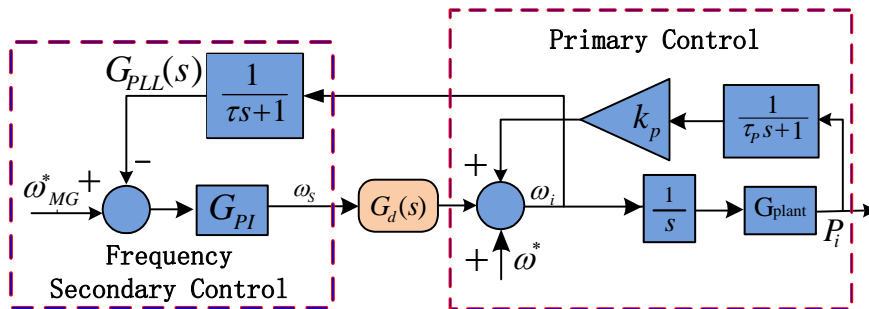 Primary Control
G_PLL(s)
1
τs+1
k_p
1
τ_P s+1
ω*_MG
+
−
G_PI
ω_S
G_d(s)
+
ω_i
1
s
G_plant
P_i
+
ω*
Frequency
Secondary Control